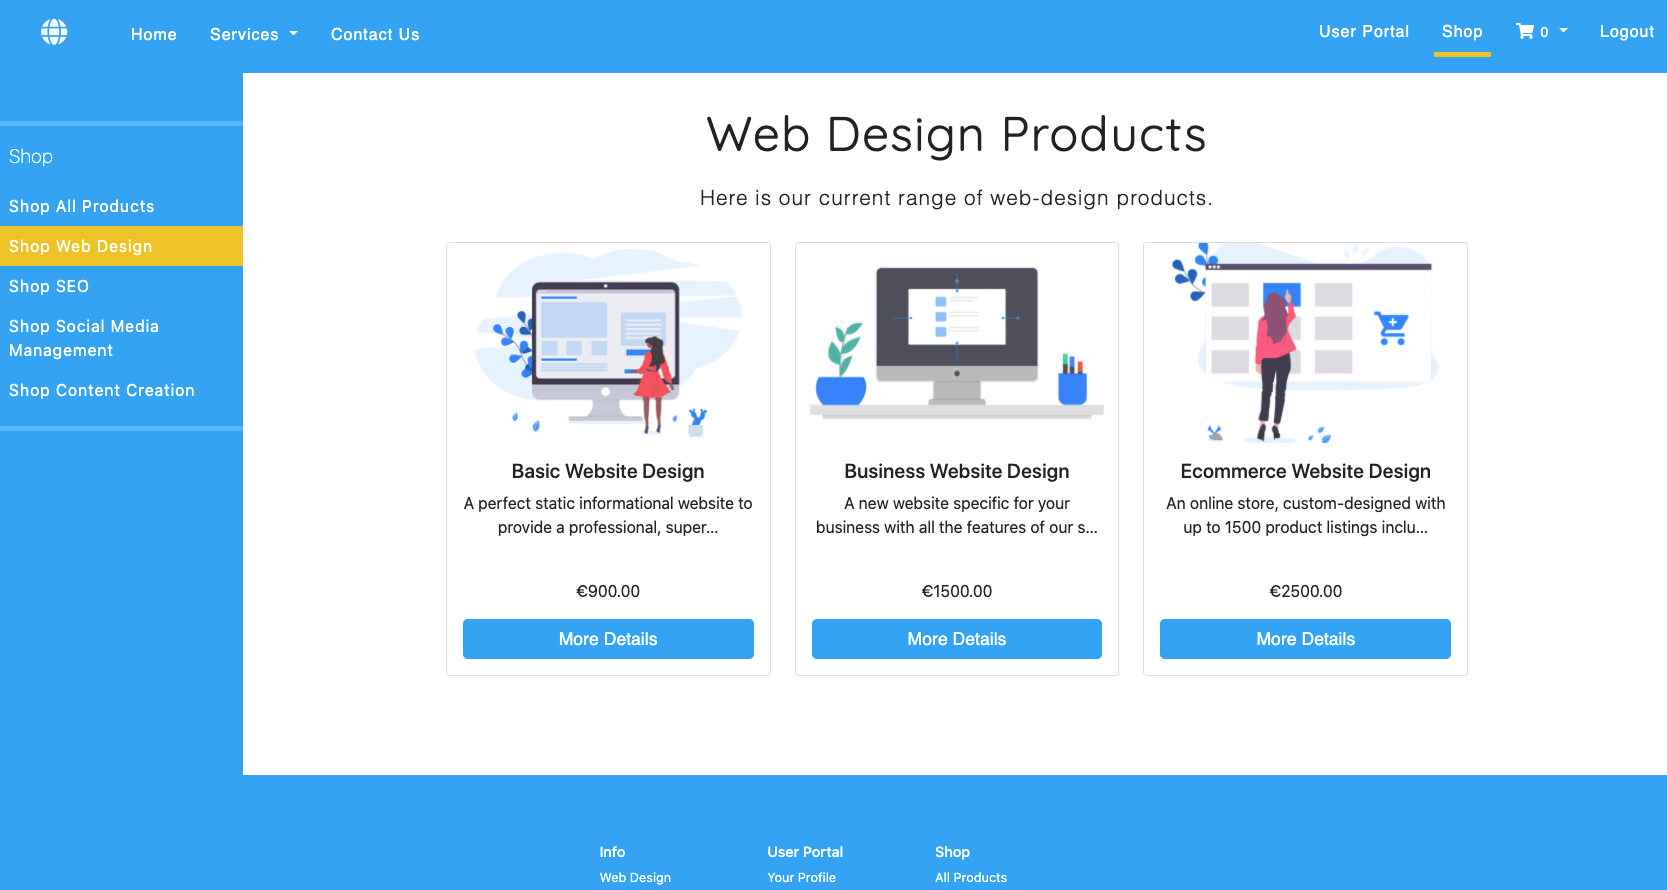 Home
Services
Contact Us
User Portal
Shop
0
Logout
Shop
Shop All Products
Shop Web Design
Shop SEO
Shop Social Media
Management
Shop Content Creation
Web Design Products
Here is our current range of web-design products.
Basic Website Design
A perfect static informational website to
provide a professional, super...
€900.00
More Details
Business Website Design
A new website specific for your
business with all the features of our s...
€1500.00
More Details
Ecommerce Website Design
An online store, custom-designed with
up to 1500 product listings inclu...
€2500.00
More Details
Info
Web Design
User Portal
Your Profile
Shop
All Products